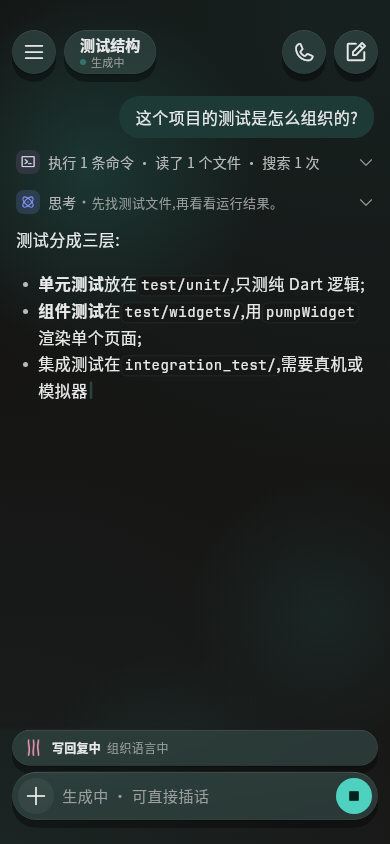 测试结构
生成中
这个项目的测试是怎么组织的?
执行 1 条命令 · 读了 1 个文件 · 搜索 1 次
思考 · 先找测试文件,再看看运行结果。
测试分成三层:
• 单元测试放在 test/unit/,只测纯 Dart 逻辑;
• 组件测试在 test/widgets/,用 pumpWidget
渲染单个页面;
• 集成测试在 integration_test/,需要真机或
模拟器
写回复中 组织语言中
生成中 · 可直接插话